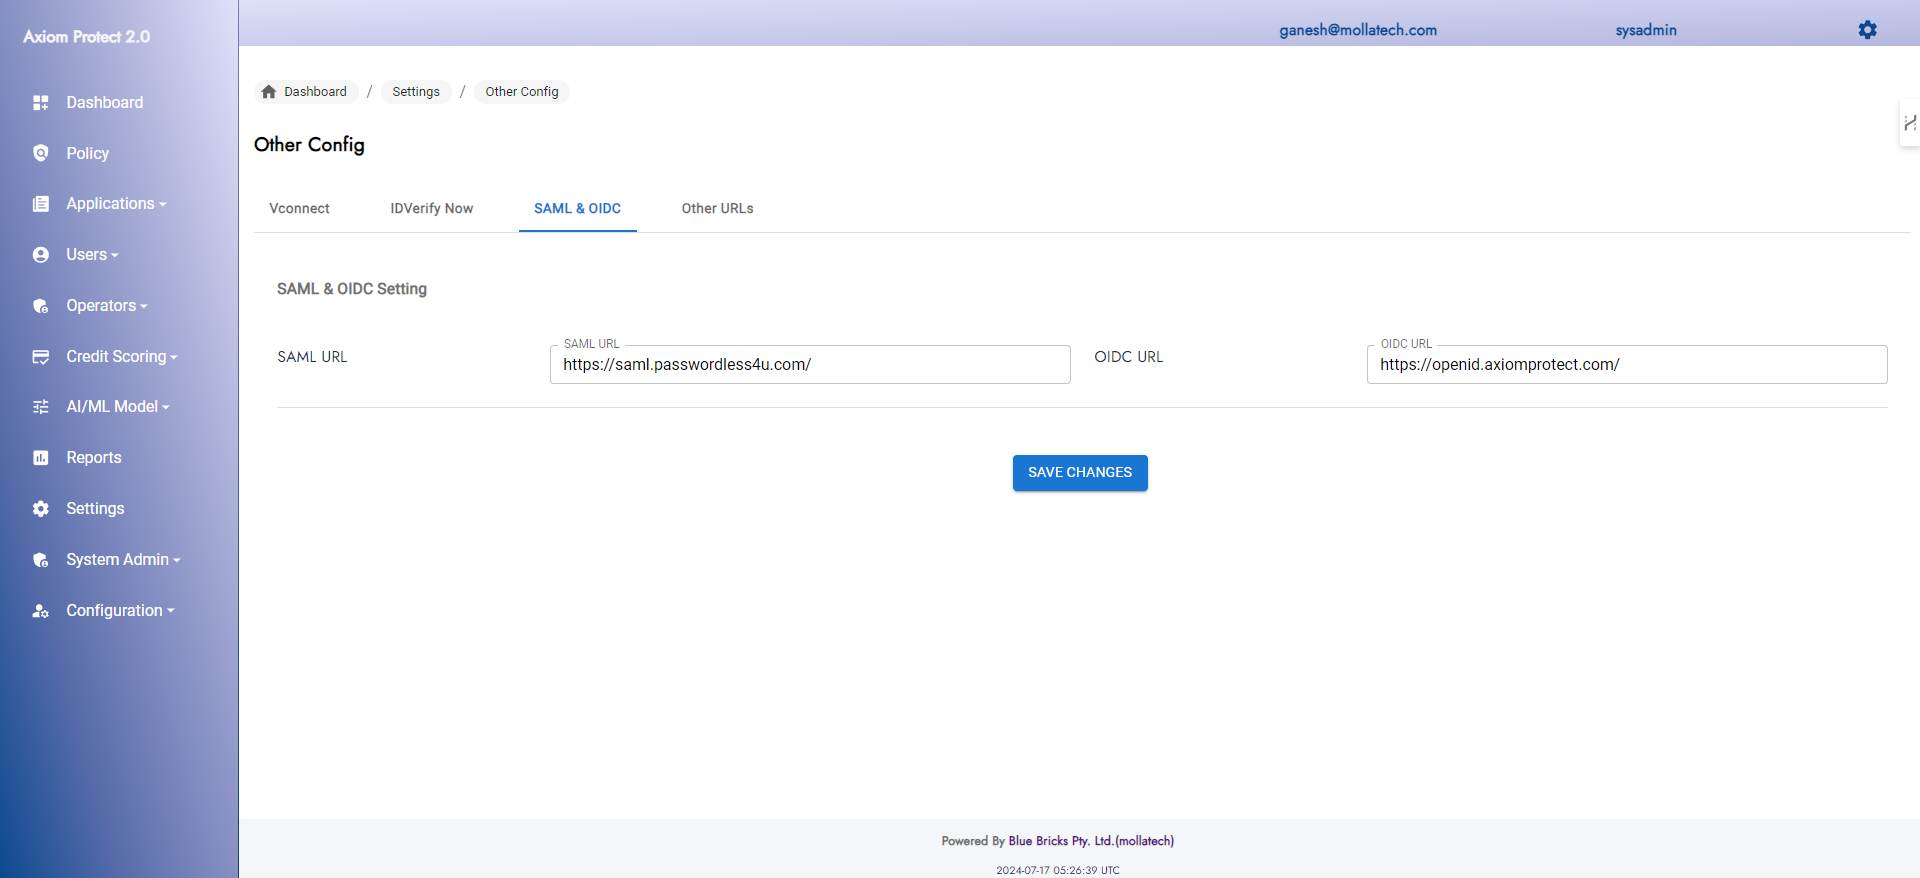 Axiom Protect 2.0
ganesh@mollatech.com
sysadmin
Dashboard
Policy
Applications
Users
Operators
Credit Scoring
AI/ML Model
Reports
Settings
System Admin
Configuration
Dashboard / Settings / Other Config
Other Config
Vconnect IDVerify Now SAML & OIDC Other URLs
SAML & OIDC Setting
SAML URL
SAML URL
https://saml.passwordless4u.com/
OIDC URL
OIDC URL
https://openid.axiomprotect.com/
SAVE CHANGES
Powered By Blue Bricks Pty. Ltd.(mollatech)
2024-07-17 05:26:39 UTC